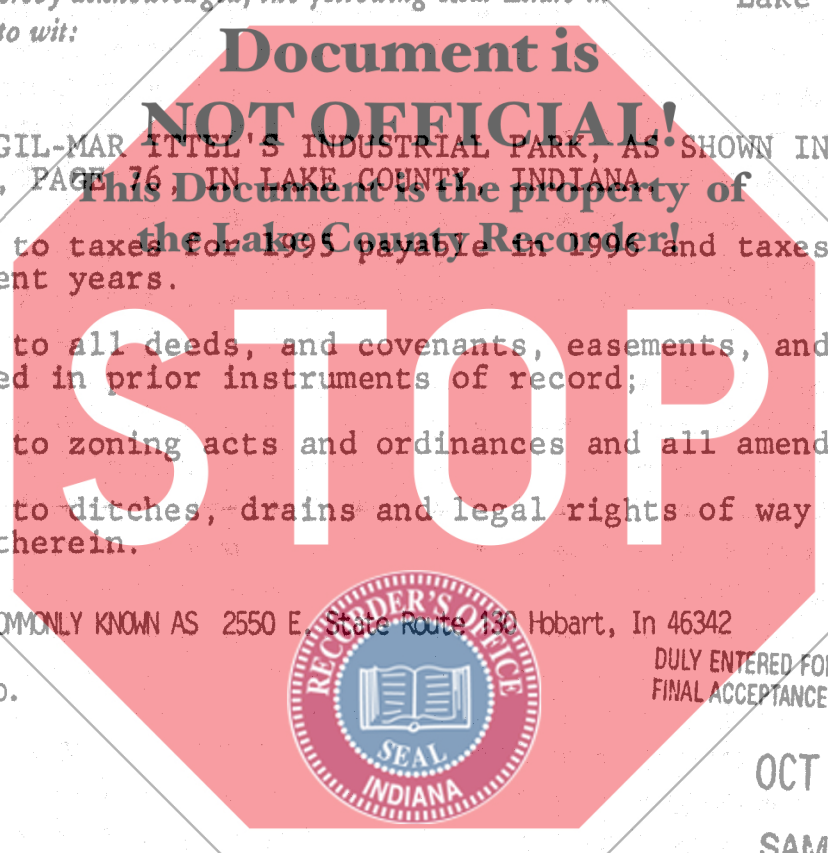 to wit:
Lake
Document is
NOT OFFICIAL!
GIL-MAR ITTEL'S INDUSTRIAL PARK, AS SHOWN IN
, PAGE 76, IN LAKE COUNTY, INDIANA.
This Document is the property of
the Lake County Recorder!
to taxes for 1995 payable in 1996 and taxes
ent years.
STOP
to all deeds, and covenants, easements, and
ed in prior instruments of record;
to zoning acts and ordinances and all amend
to ditches, drains and legal rights of way
therein.
OMMONLY KNOWN AS 2550 E. State Route 130 Hobart, In 46342
DULY ENTERED FOR
FINAL ACCEPTANCE
RECORDER'S OFFICE
SEAL
INDIANA
OCT
SAM